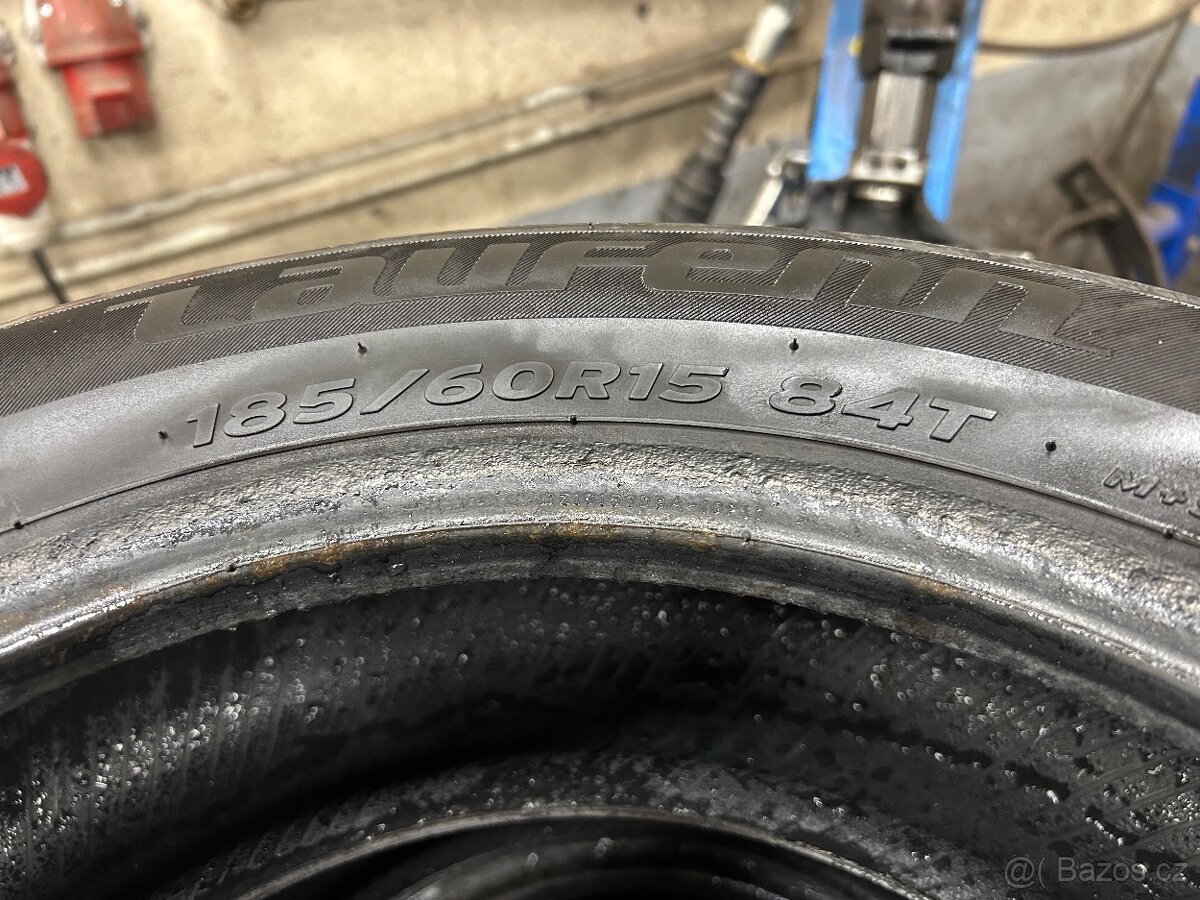 Laufenn
185/60R15 84T
M+
@( Bazos.cz